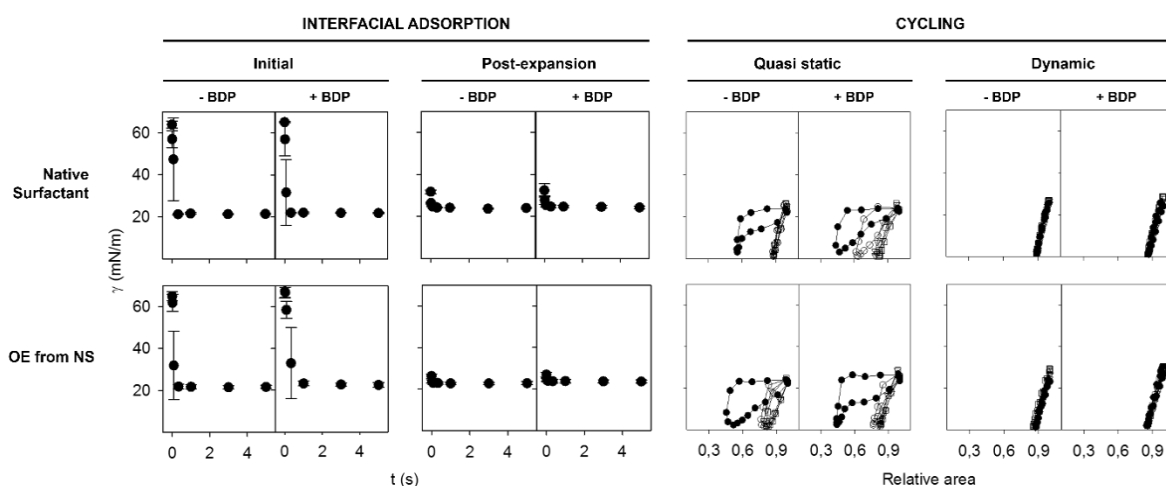 INTERFACIAL ADSORPTION CYCLING
Initial Post-expansion Quasi static Dynamic
- BDP + BDP - BDP + BDP - BDP + BDP - BDP + BDP
Native
Surfactant
60
40
20
γ (mN/m)
OE from NS
60
40
20
0 2 4 0 2 4 0 2 4 0 2 4 0,3 0,6 0,9 0,3 0,6 0,9 0,3 0,6 0,9 0,3 0,6 0,9
t (s) Relative area